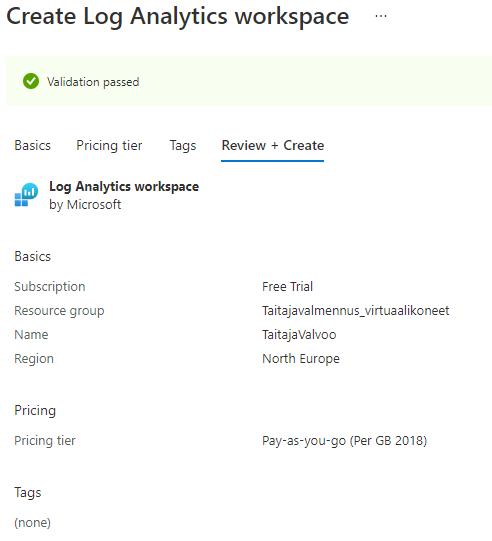 Create Log Analytics workspace ...
Validation passed
Basics Pricing tier Tags Review + Create
Log Analytics workspace
by Microsoft
Basics
Subscription Free Trial
Resource group Taitajavalmennus_virtuaalikoneet
Name TaitajaValvoo
Region North Europe
Pricing
Pricing tier Pay-as-you-go (Per GB 2018)
Tags
(none)